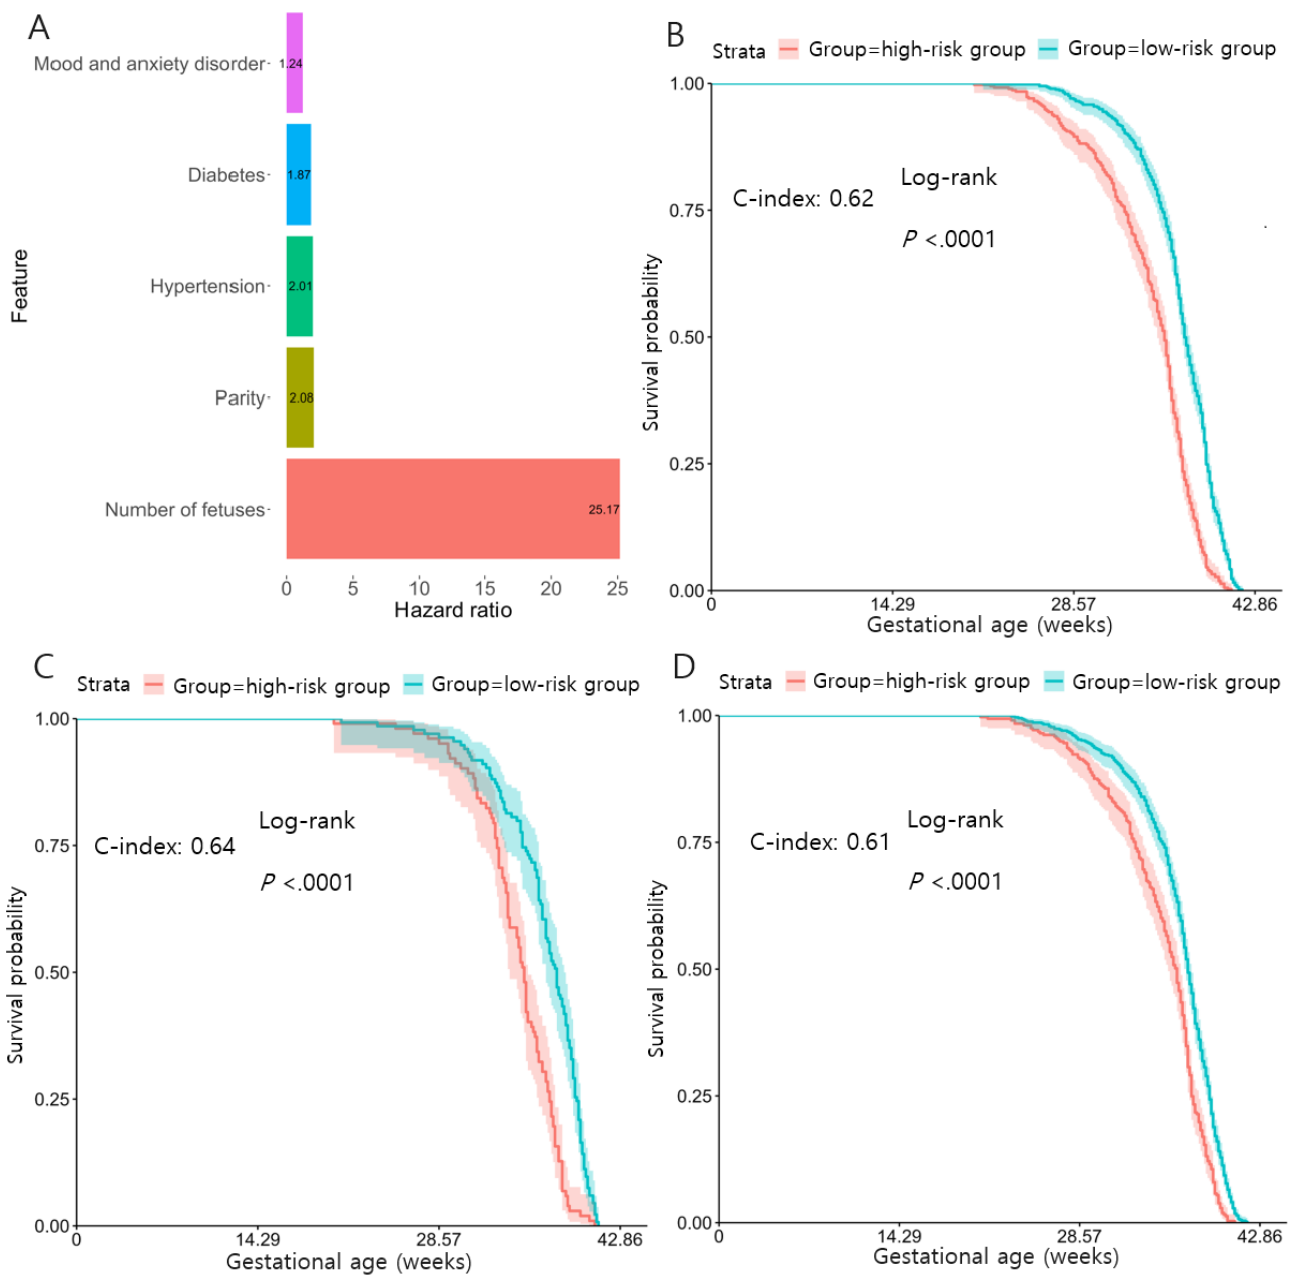 A
Mood and anxiety disorder
1.24
Diabetes
1.87
Hypertension
2.01
Parity
2.08
Number of fetuses
25.17
Feature
0 5 10 15 20 25
Hazard ratio
B
Strata Group=high-risk group Group=low-risk group
1.00
0.75
0.50
0.25
0.00
Survival probability
C-index: 0.62
Log-rank
P <.0001
0 14.29 28.57 42.86
Gestational age (weeks)
C
Strata Group=high-risk group Group=low-risk group
1.00
0.75
0.50
0.25
0.00
Survival probability
C-index: 0.64
Log-rank
P <.0001
0 14.29 28.57 42.86
Gestational age (weeks)
D
Strata Group=high-risk group Group=low-risk group
1.00
0.75
0.50
0.25
0.00
Survival probability
C-index: 0.61
Log-rank
P <.0001
0 14.29 28.57 42.86
Gestational age (weeks)